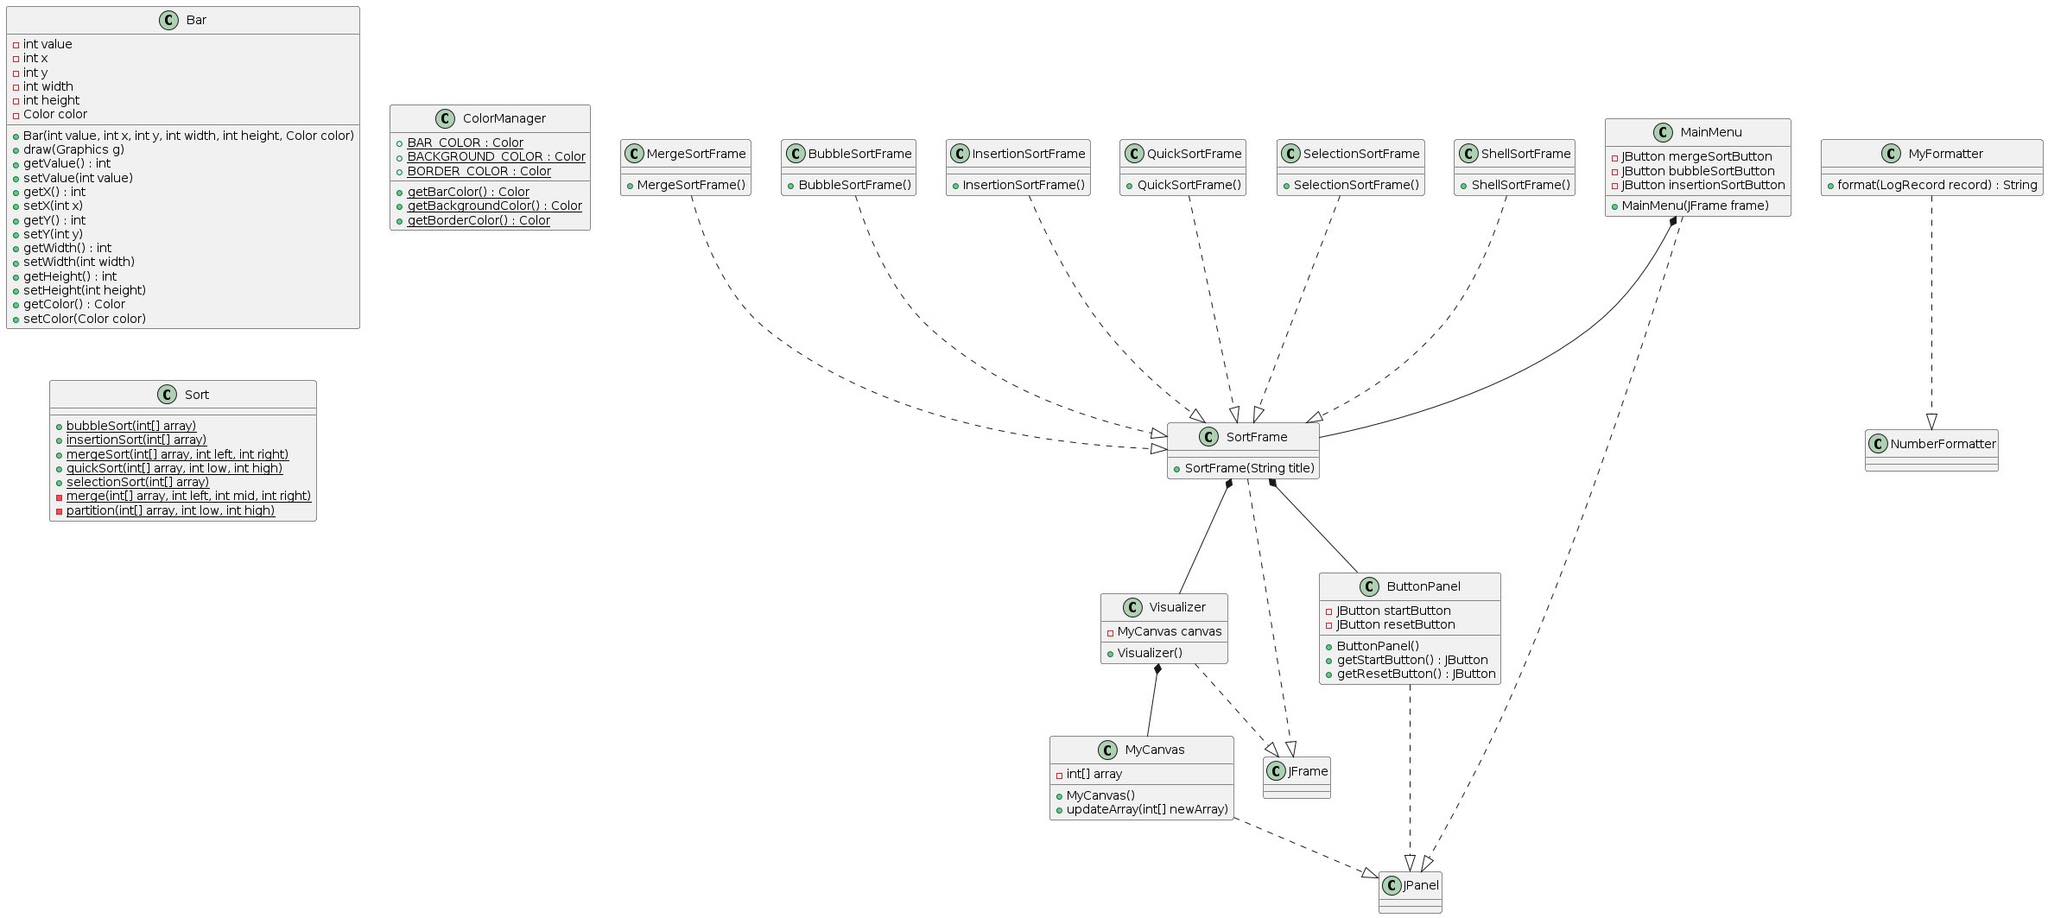 Bar
int value
int x
int y
int width
int height
Color color
Bar(int value, int x, int y, int width, int height, Color color)
draw(Graphics g)
getValue() : int
setValue(int value)
getX() : int
setX(int x)
getY() : int
setY(int y)
getWidth() : int
setWidth(int width)
getHeight() : int
setHeight(int height)
getColor() : Color
setColor(Color color)
ColorManager
BAR_COLOR : Color
BACKGROUND_COLOR : Color
BORDER_COLOR : Color
getBarColor() : Color
getBackgroundColor() : Color
getBorderColor() : Color
MergeSortFrame
MergeSortFrame()
BubbleSortFrame
BubbleSortFrame()
InsertionSortFrame
InsertionSortFrame()
QuickSortFrame
QuickSortFrame()
SelectionSortFrame
SelectionSortFrame()
ShellSortFrame
ShellSortFrame()
MainMenu
JButton mergeSortButton
JButton bubbleSortButton
JButton insertionSortButton
MainMenu(JFrame frame)
MyFormatter
format(LogRecord record) : String
Sort
bubbleSort(int[] array)
insertionSort(int[] array)
mergeSort(int[] array, int left, int right)
quickSort(int[] array, int low, int high)
selectionSort(int[] array)
merge(int[] array, int left, int mid, int right)
partition(int[] array, int low, int high)
SortFrame
SortFrame(String title)
NumberFormatter
Visualizer
MyCanvas canvas
Visualizer()
ButtonPanel
JButton startButton
JButton resetButton
ButtonPanel()
getStartButton() : JButton
getResetButton() : JButton
MyCanvas
int[] array
MyCanvas()
updateArray(int[] newArray)
JFrame
JPanel